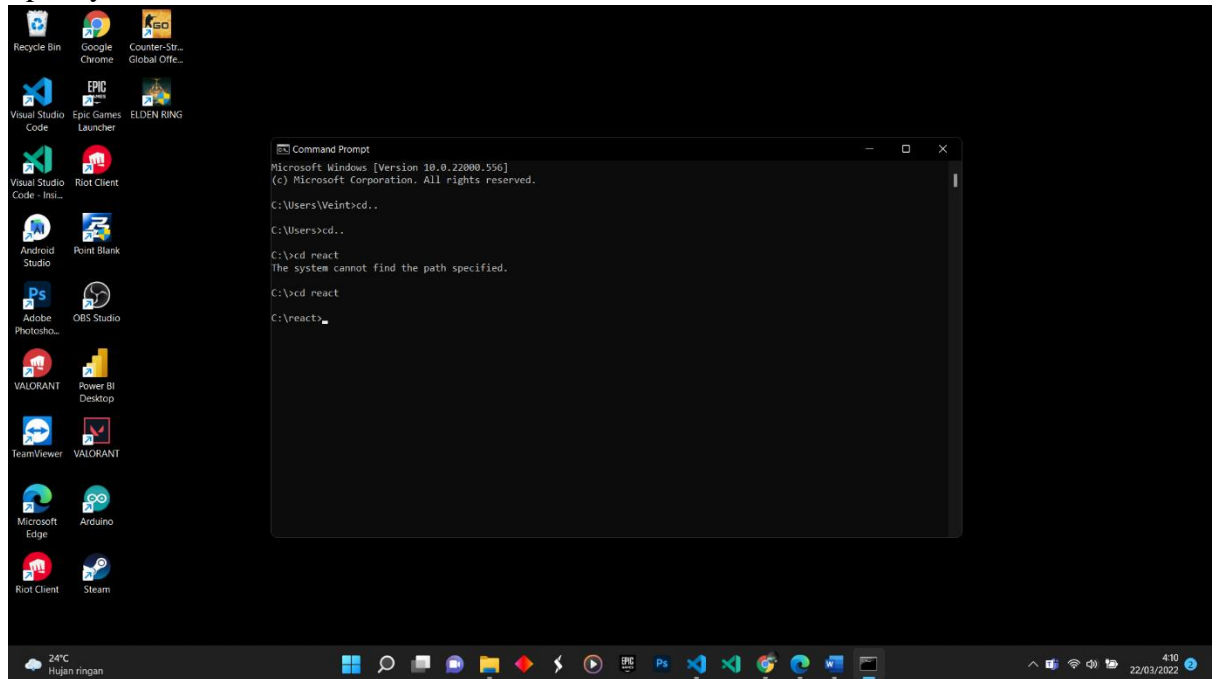 Recycle Bin
Google Chrome
Counter-Str... Global Offe...
Visual Studio Code
Epic Games Launcher
ELDEN RING
Visual Studio Code - Insi...
Riot Client
Android Studio
Point Blank
Adobe Photosho...
OBS Studio
VALORANT
Power BI Desktop
TeamViewer
VALORANT
Microsoft Edge
Arduino
Riot Client
Steam
Command Prompt
Microsoft Windows [Version 10.0.22000.556]
(c) Microsoft Corporation. All rights reserved.
C:\Users\Veint>cd..
C:\Users>cd..
C:\>cd react
The system cannot find the path specified.
C:\>cd react
C:\react>
24°C
Hujan ringan
4:10
22/03/2022
2